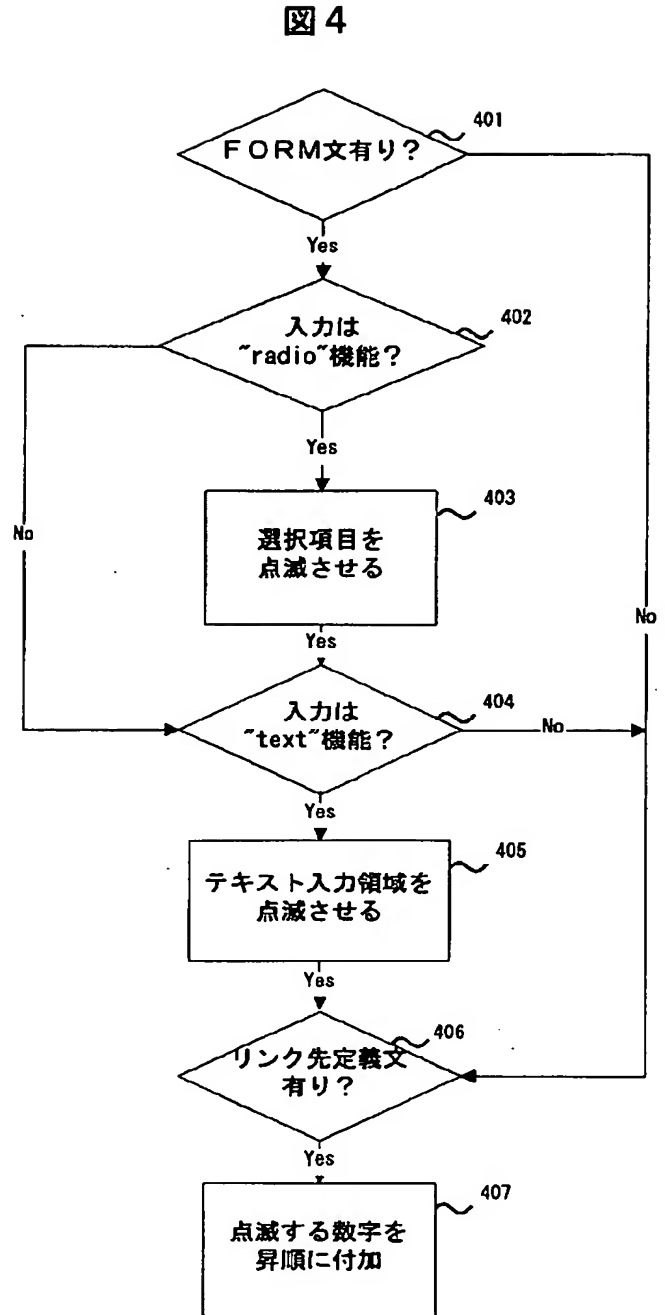 図4
401
FORM文有り?
Yes
402
入力は
"radio"機能?
Yes
403
選択項目を
点滅させる
No
No
Yes
404
入力は
"text"機能?
No
Yes
405
テキスト入力領域を
点滅させる
Yes
406
リンク先定義文
有り?
Yes
407
点滅する数字を
昇順に付加